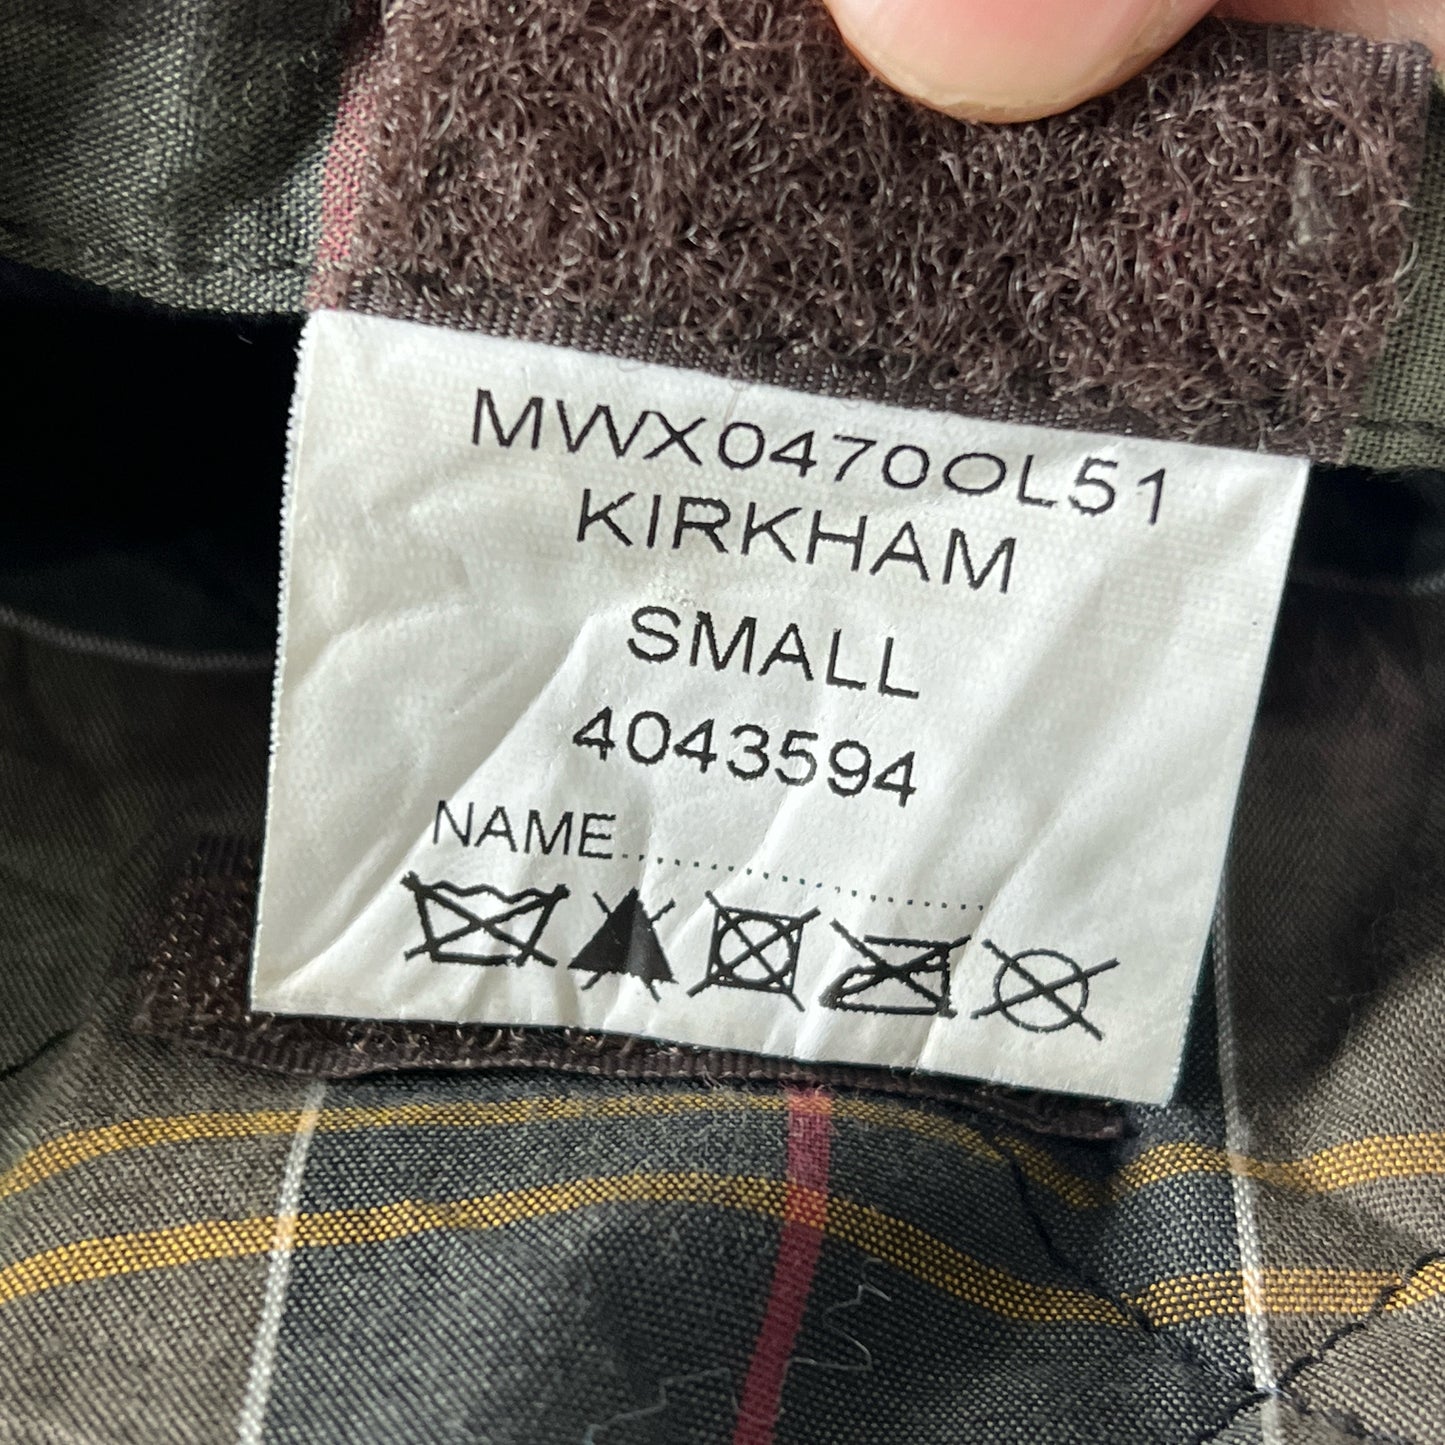 MWX0470OL51
KIRKHAM
SMALL
4043594
NAME....................